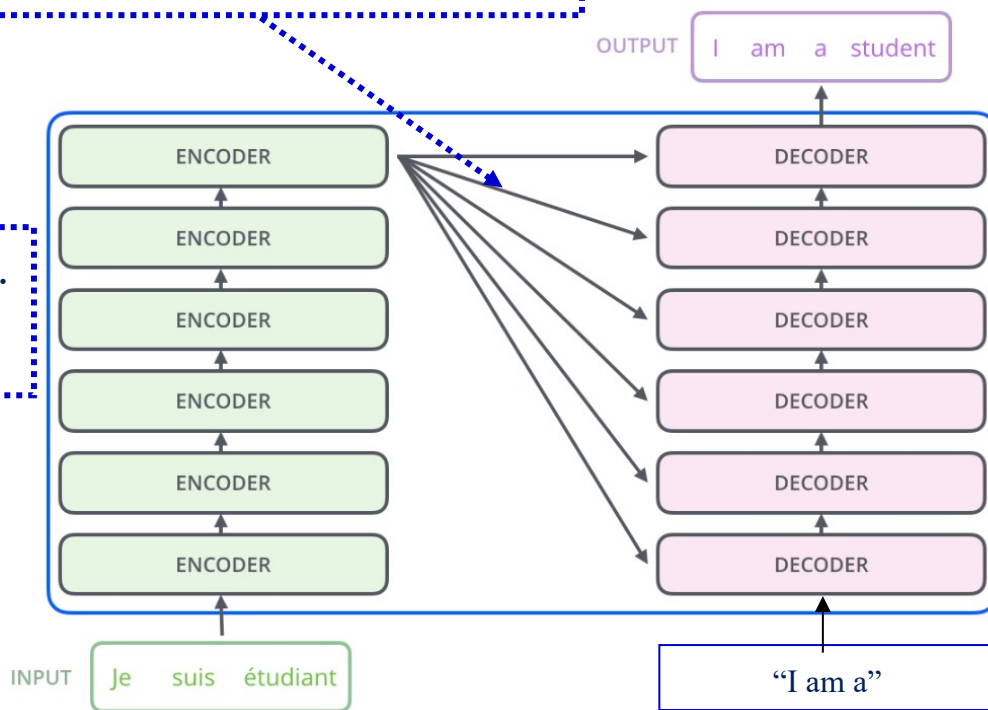 OUTPUT I am a student
ENCODER DECODER
ENCODER DECODER
.
ENCODER DECODER
ENCODER DECODER
ENCODER DECODER
ENCODER DECODER
INPUT Je suis étudiant
“I am a”